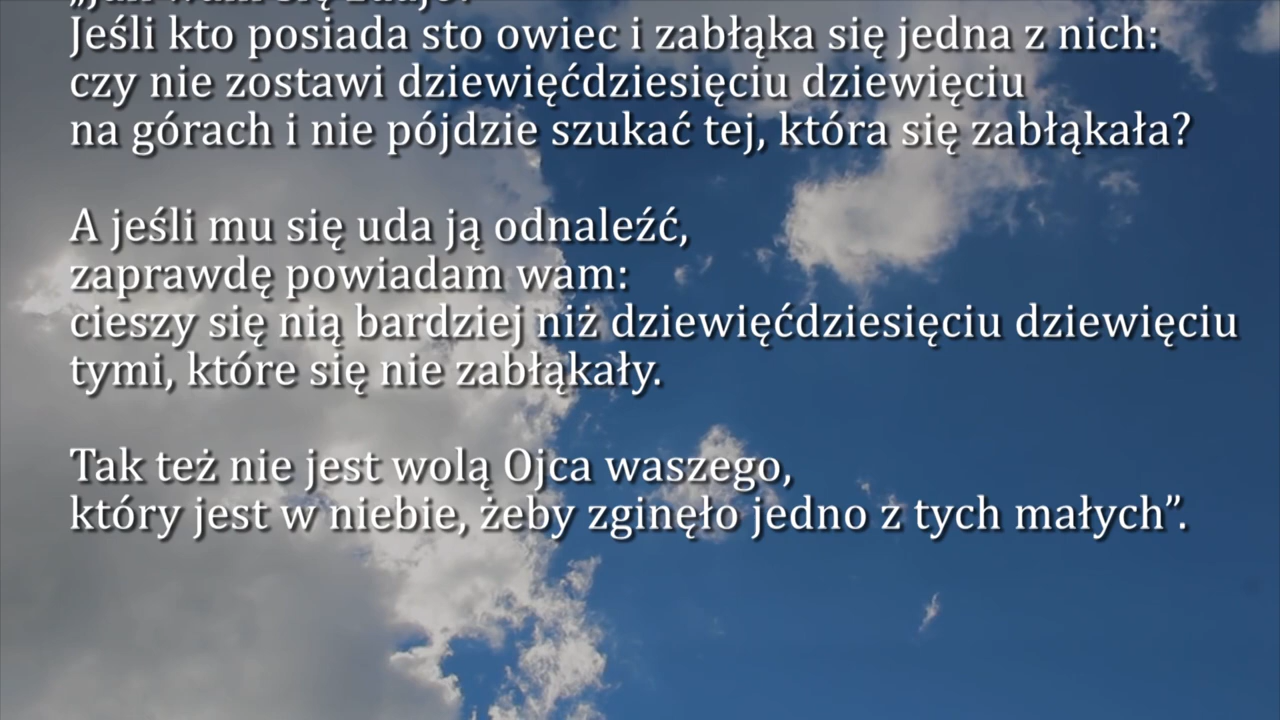 Jeśli kto posiada sto owiec i zabłąka się jedna z nich:
czy nie zostawi dziewięćdziesięciu dziewięciu
na górach i nie pójdzie szukać tej, która się zabłąkała?
A jeśli mu się uda ją odnaleźć,
zaprawdę powiadam wam:
cieszy się nią bardziej niż dziewięćdziesięciu dziewięciu
tymi, które się nie zabłąkały.
Tak też nie jest wolą Ojca waszego,
który jest w niebie, żeby zginęło jedno z tych małych”.